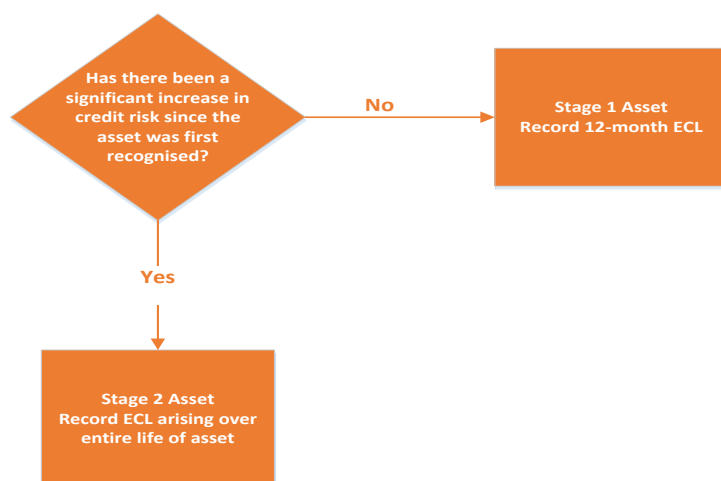 Has there been a
significant increase in
credit risk since the
asset was first
recognised?
No
Stage 1 Asset
Record 12-month ECL
Yes
Stage 2 Asset
Record ECL arising over
entire life of asset